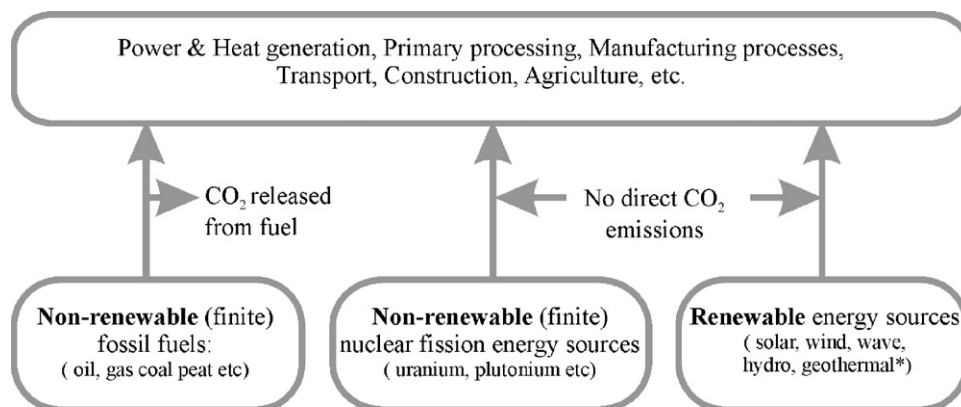 Power & Heat generation, Primary processing, Manufacturing processes,
Transport, Construction, Agriculture, etc.
CO₂ released
from fuel
No direct CO₂
emissions
Non-renewable (finite)
fossil fuels:
( oil, gas coal peat etc)
Non-renewable (finite)
nuclear fission energy sources
( uranium, plutonium etc)
Renewable energy sources
( solar, wind, wave,
hydro, geothermal*)